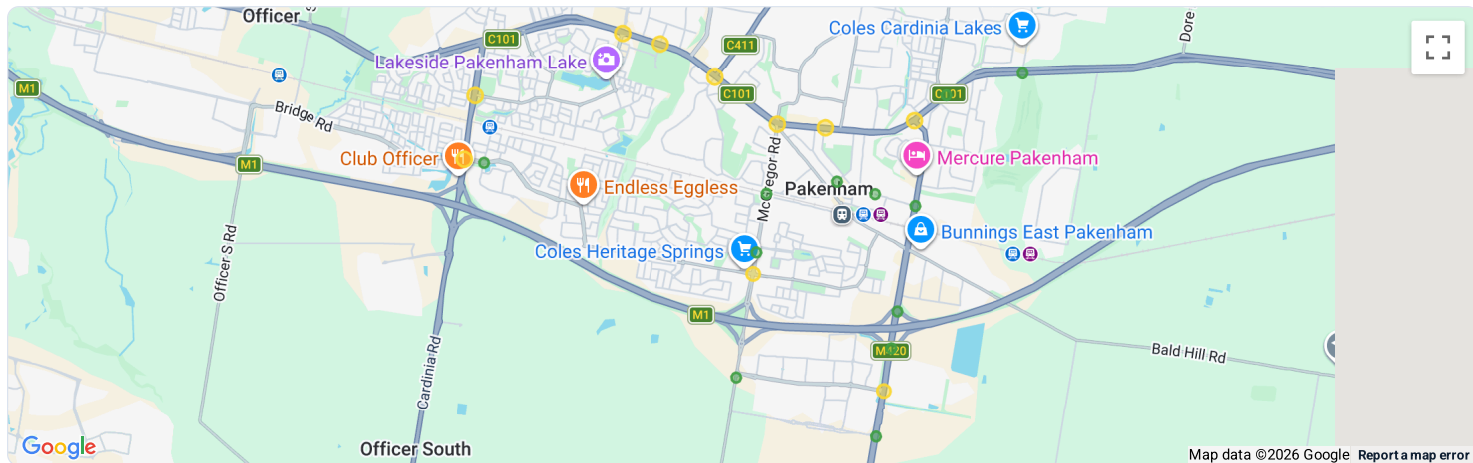 Officer
Coles Cardinia Lakes
Dore
C101
C411
Lakeside Pakenham Lake
M1
C101
C101
Bridge Rd
M1
Club Officer
Mercure Pakenham
McGregor Rd
Endless Eggless
Pakenham
Officer S Rd
Coles Heritage Springs
Bunnings East Pakenham
M1
M420
Bald Hill Rd
Cardinia Rd
Officer South
Google
Map data ©2026 Google
Report a map error